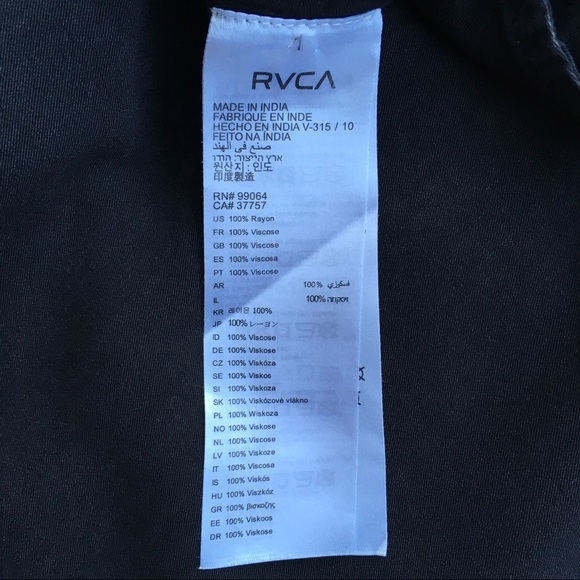 RVCA
MADE IN INDIA
FABRIQUÉ EN INDE
HECHO EN INDIA V-315 / 10
FEITO NA ÍNDIA
صنع في الهند
ארץ הייצור: הודו
원산지: 인도
印度製造
RN# 99064
CA# 37757
US 100% Rayon
FR 100% Viscose
GB 100% Viscose
ES 100% viscosa
PT 100% Viscose
AR 100% فسكوزي
IL 100% ויסקוזה
KR 레이온 100%
JP 100% レーヨン
ID 100% Viscose
DE 100% Viskose
CZ 100% Viskóza
SE 100% Viskos
SI 100% Viskoza
SK 100% Viskózové vlákno
PL 100% Wiskoza
NO 100% Viskose
NL 100% Viscose
LV 100% Viskoze
IT 100% Viscosa
IS 100% Viskós
HU 100% Viszkóz
GR 100% βισκοζης
EE 100% Viskoos
DR 100% Viskose